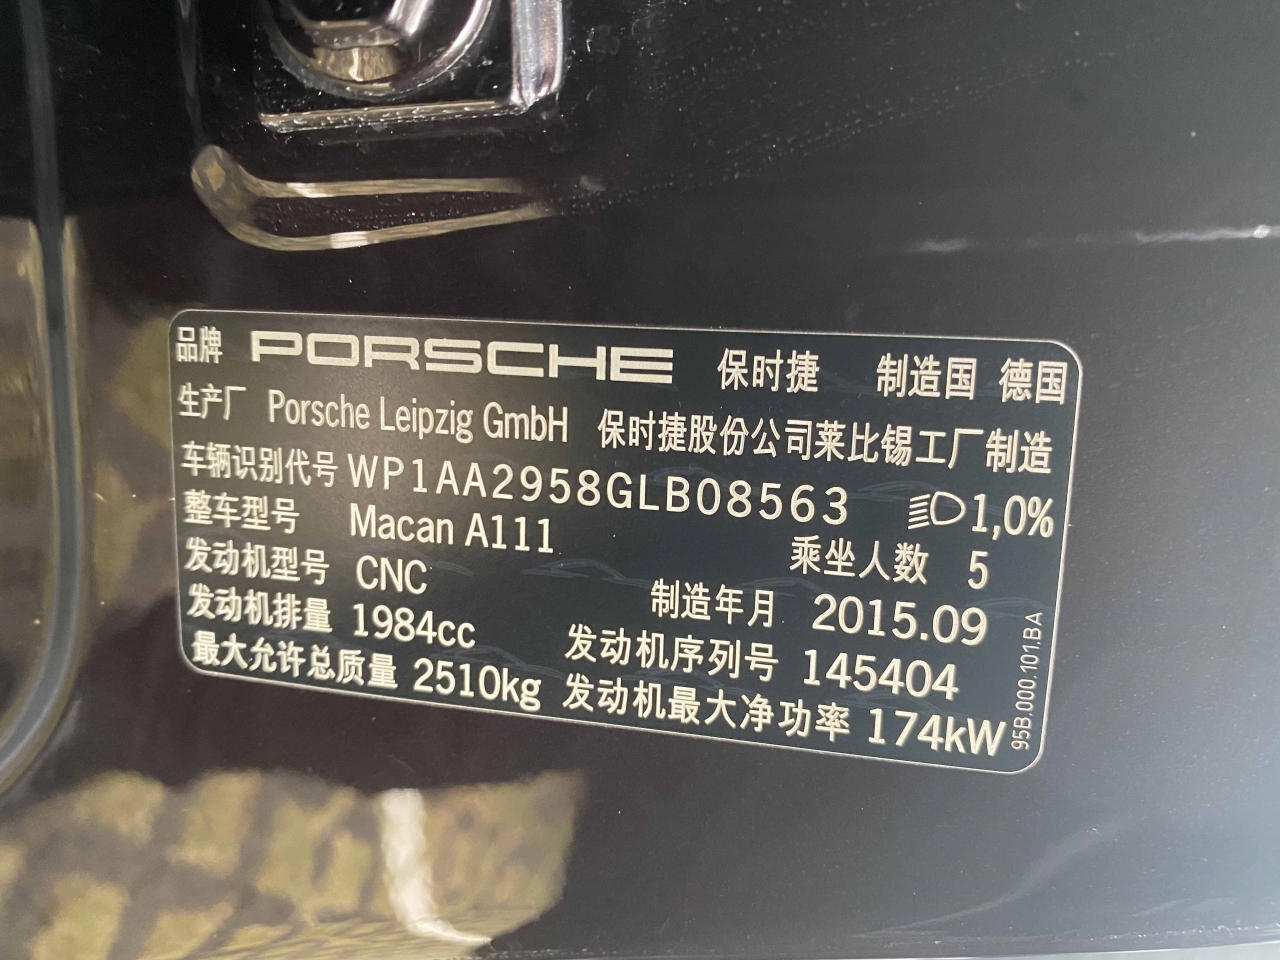 品牌 PORSCHE 保时捷 制造国 德国
生产厂 Porsche Leipzig GmbH 保时捷股份公司莱比锡工厂制造
车辆识别代号 WP1AA2958GLB08563 1,0%
整车型号 Macan A111 乘坐人数 5
发动机型号 CNC 制造年月 2015.09
发动机排量 1984cc 发动机序列号 145404
最大允许总质量 2510kg 发动机最大净功率 174kW
95B.000.101.BA